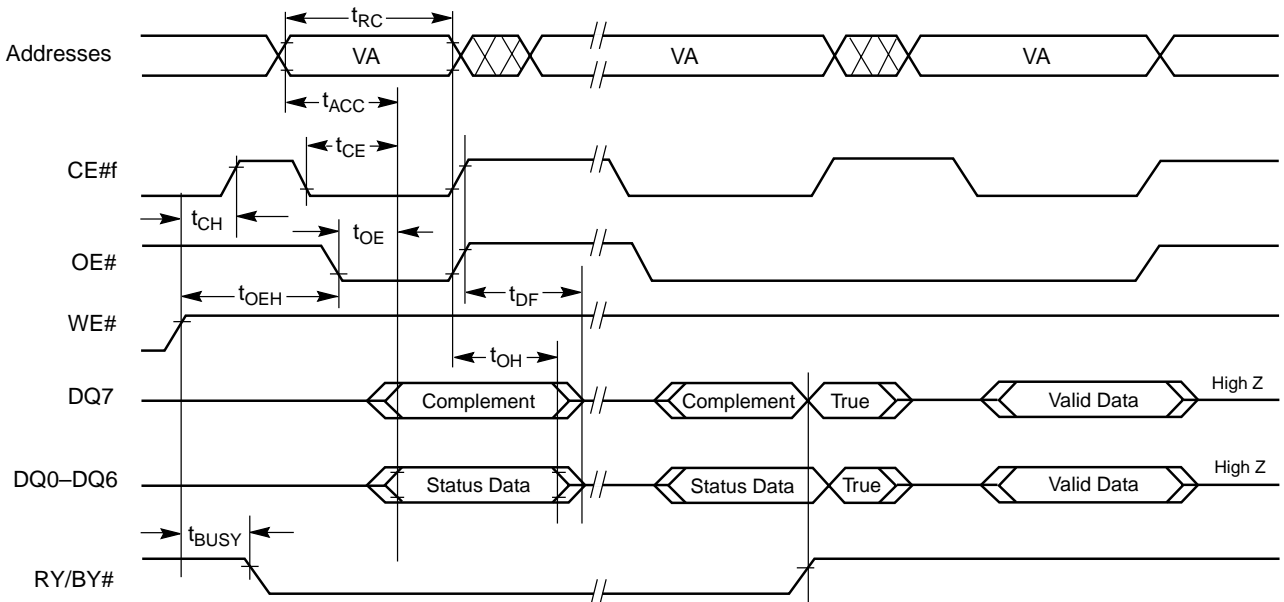 tRC
Addresses VA VA VA
tACC
tCE
CE#f
tCH tOE
OE#
tOEH tDF
WE#
tOH
DQ7 Complement Complement True Valid Data High Z
DQ0–DQ6 Status Data Status Data True Valid Data High Z
tBUSY
RY/BY#